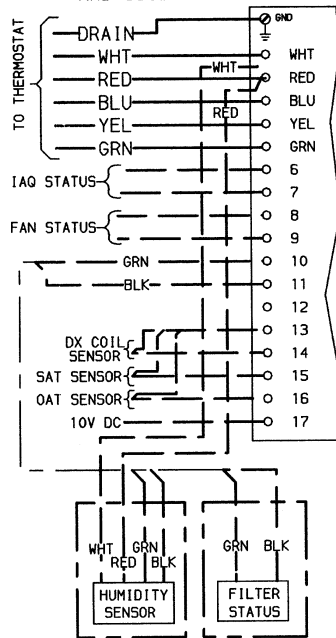 DRAIN GND
WHT WHT
WHT
RED RED
BLU BLU
RED
YEL YEL
GRN GRN
TO THERMOSTAT
IAQ STATUS 6
7
FAN STATUS 8
9
GRN 10
BLK 11
12
13
DX COIL
SENSOR 14
SAT SENSOR 15
OAT SENSOR 16
10V DC 17
WHT RED GRN BLK
GRN BLK
HUMIDITY
SENSOR
FILTER
STATUS